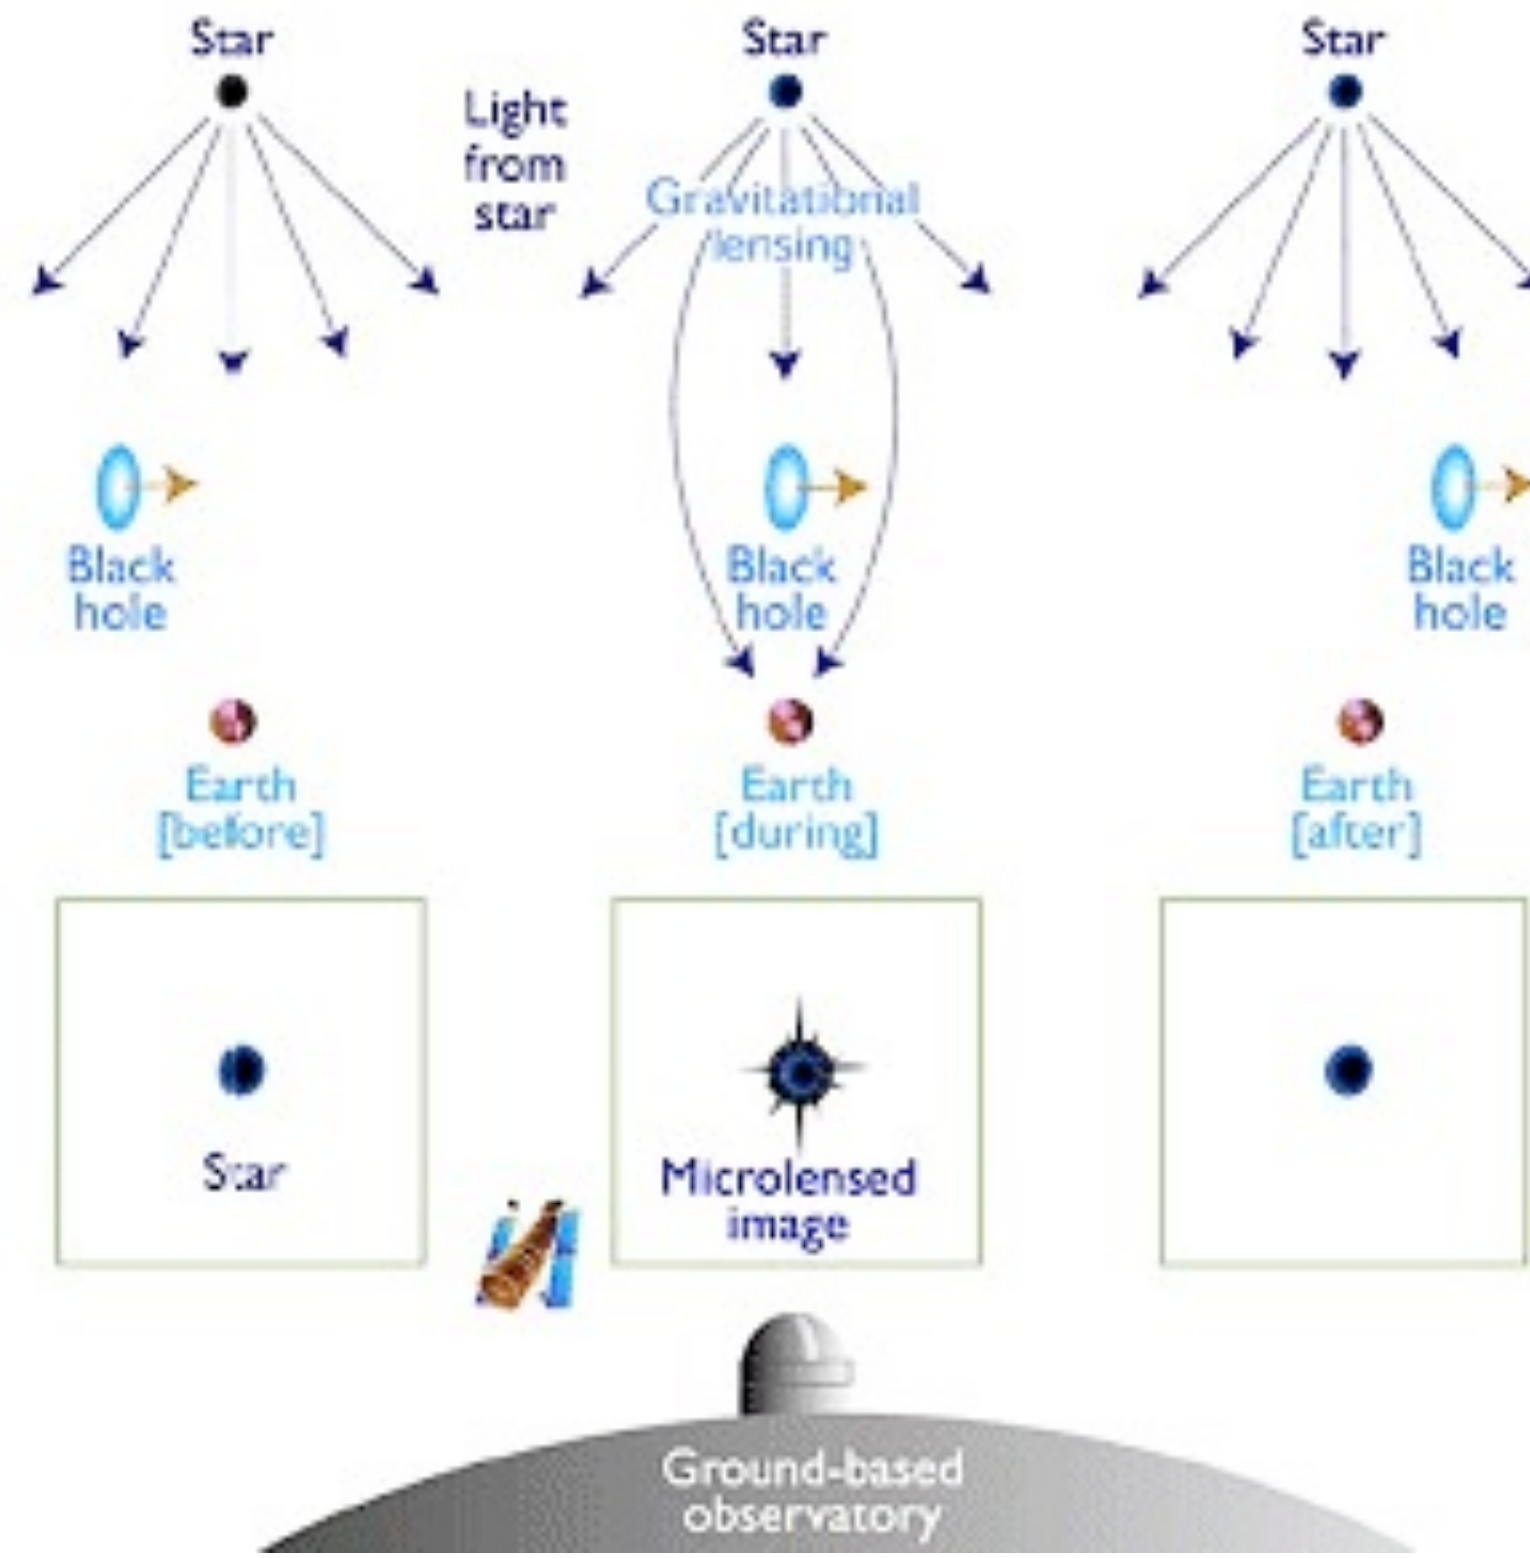 Star
Light
from
star
Star
Gravitational
lensing
Star
Black
hole
Black
hole
Black
hole
Earth
[before]
Earth
[during]
Earth
[after]
Star
Microlensed
image
Ground-based
observatory